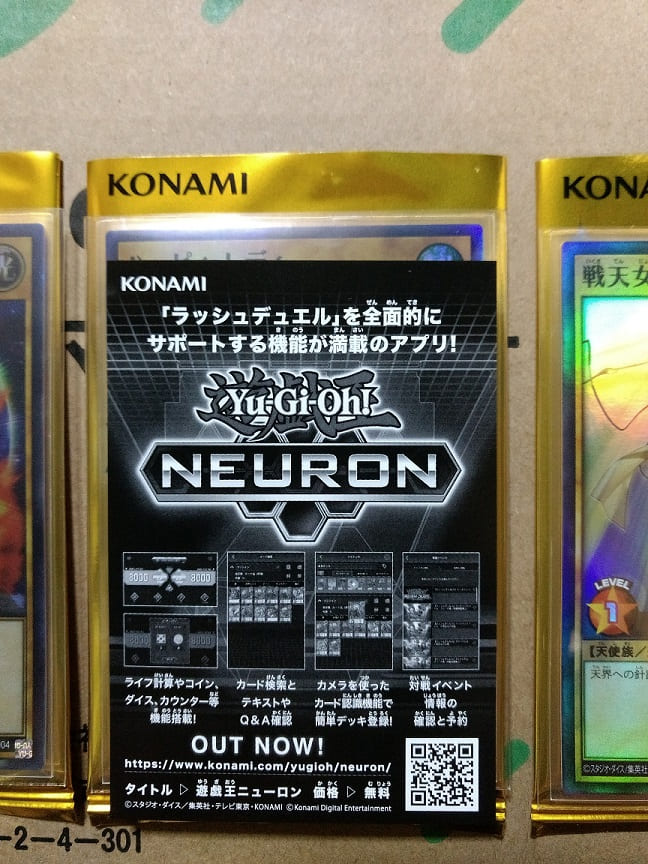 KONAMI
KONAMI
「ラッシュデュエル」を全面的に
サポートする機能が満載のアプリ!
Yu-Gi-Oh!
NEURON
8000 8000
ライフ計算やコイン、
ダイス、カウンター等
機能搭載!
カード検索と
テキストや
Q&A確認
カメラを使った
カード認識機能で
簡単デッキ登録!
対戦イベント
情報の
確認と予約
OUT NOW!
https://www.konami.com/yugioh/neuron/
タイトル ▷ 遊戯王ニューロン 価格 ▷ 無料
©スタジオ・ダイス/集英社・テレビ東京・KONAMI ©Konami Digital Entertainment
KONA
戦天女
LEVEL
1
【天使族/
天界への針路
©スタジオ・ダイス/集英社
-2-4-301